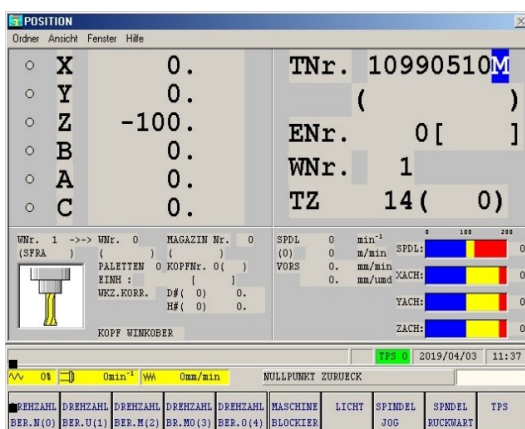 POSITION
Ordner Ansicht Fenster Hilfe
X 0.
Y 0.
Z -100.
B 0.
A 0.
C 0.
TNr. 10990510M
( )
ENr. 0[ ]
WNr. 1
TZ 14( 0)
WNr. 1 ->-> WNr. 0 MAGAZIN Nr. 0
(SFRA ) ( ) ( )
PALETTEN 0 KOPFNr. 0( )
EINH : [ ]
WKZ.KORR. D#( 0) 0.
H#( 0) 0.
KOPF WINKOBER
SPDL 0 min⁻¹
(0) 0 m/min
VORS 0. mm/min
0. mm/umd
0 100 200
SPDL: 0
XACH: 0
YACH: 0
ZACH: 0
TPS 0 2019/04/03 11:37
0% 0min⁻¹ 0mm/min NULLPUNKT ZURUECK
DREHZAHL BER.N(0)
DREHZAHL BER.U(1)
DREHZAHL BER.M(2)
DREHZAHL BR.MO(3)
DREHZAHL BER.O(4)
MASCHINE BLOCKIER
LICHT
SPINDEL JOG
SPNDEL RUCKWART
TPS